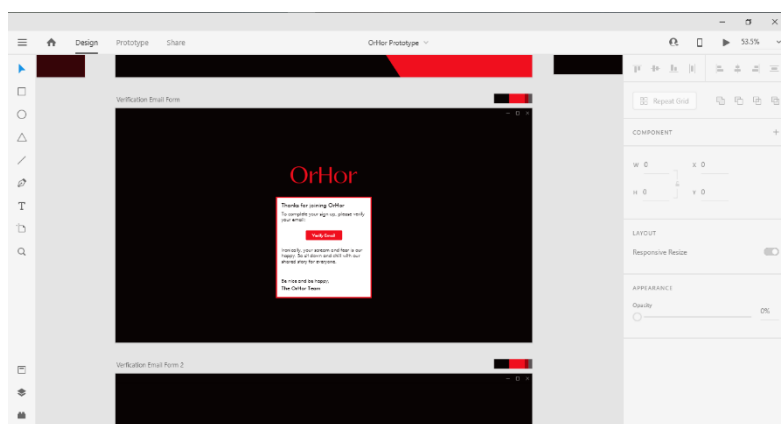 Design Prototype Share OrHor Prototype 53.5%
Verification Email Form
Repeat Grid
COMPONENT
W 0 X 0
H 0 Y 0
LAYOUT
Responsive Resize
APPEARANCE
Opacity
0%
OrHor
Thanks for joining OrHor
To complete your sign up, please verify
your email:
Verify Email
Ironically, your scream and fear is our
happy. So sit down and chill with our
shared story for everyone.
Be nice and be happy,
The OrHor Team
Verfication Email Form 2